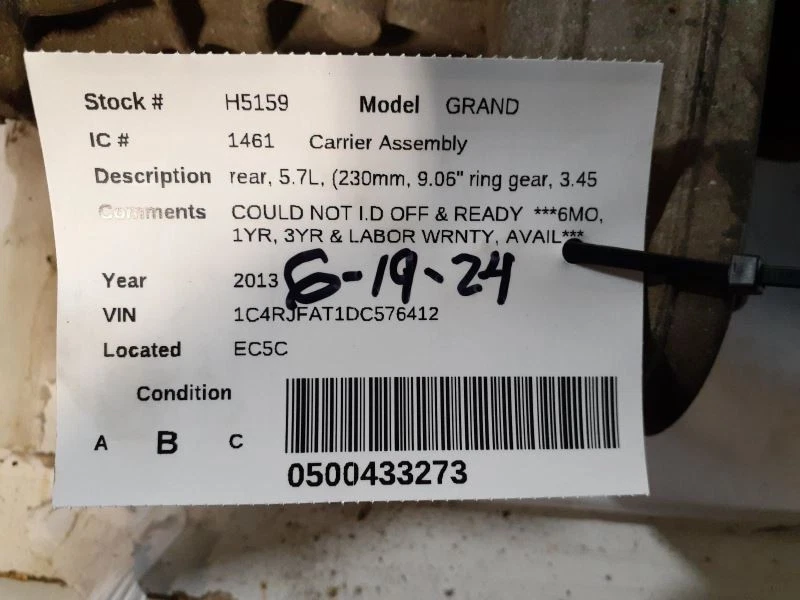 Stock # H5159 Model GRAND
IC # 1461 Carrier Assembly
Description rear, 5.7L, (230mm, 9.06" ring gear, 3.45
Comments COULD NOT I.D OFF & READY ***6MO,
1YR, 3YR & LABOR WRNTY, AVAIL***
Year 2013 6-19-24
VIN 1C4RJFAT1DC576412
Located EC5C
Condition
A B C
0500433273